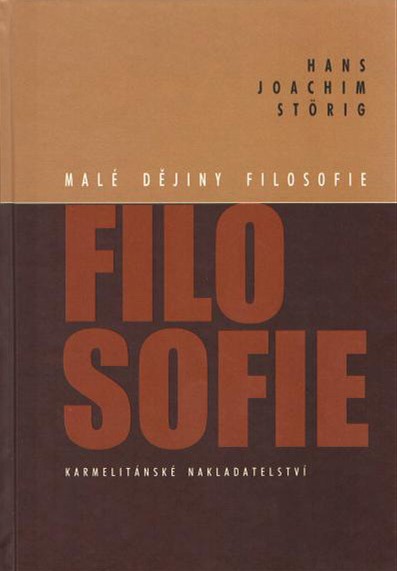 HANS
JOACHIM
STÖRIG
MALÉ DĚJINY FILOSOFIE
FILO
SOFIE
KARMELITÁNSKÉ NAKLADATELSTVÍ